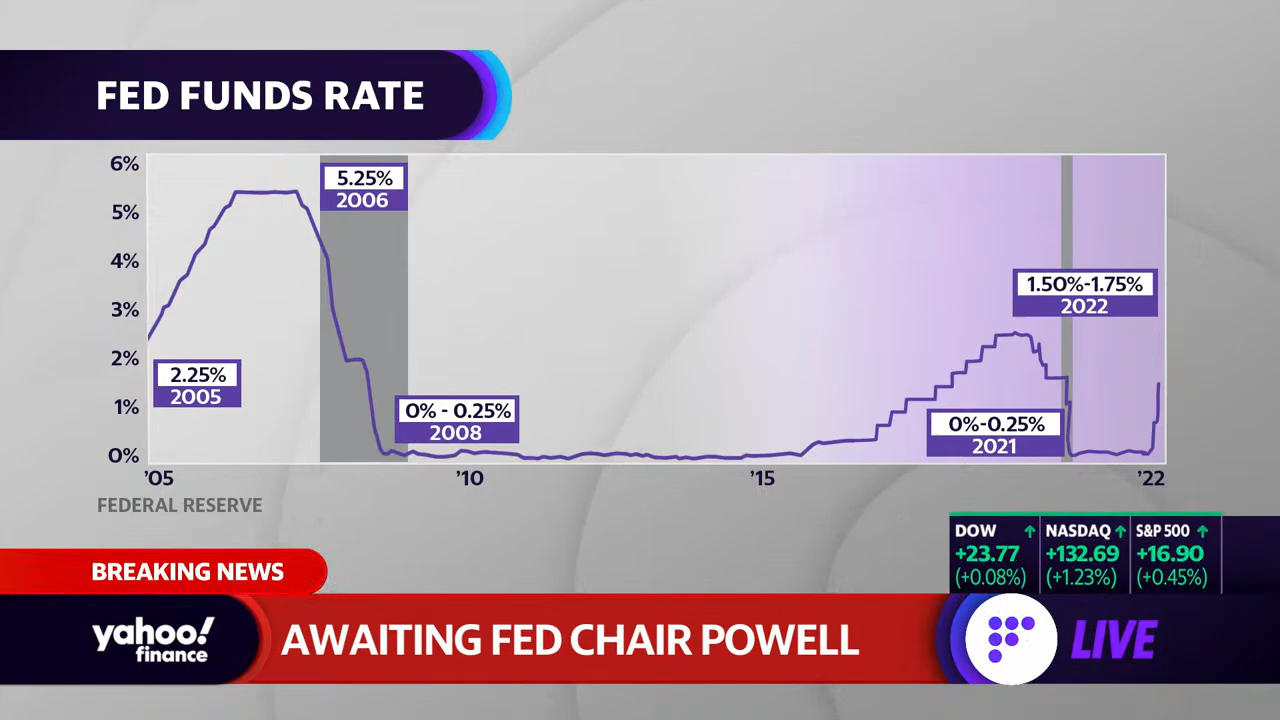 FED FUNDS RATE
6%
5%
4%
3%
2%
1%
0%
5.25%
2006
2.25%
2005
0% - 0.25%
2008
1.50%-1.75%
2022
0%-0.25%
2021
'05 '10 '15 '22
FEDERAL RESERVE
DOW NASDAQ S&P 500
+23.77 +132.69 +16.90
(+0.08%) (+1.23%) (+0.45%)
BREAKING NEWS
yahoo!
finance
AWAITING FED CHAIR POWELL
LIVE